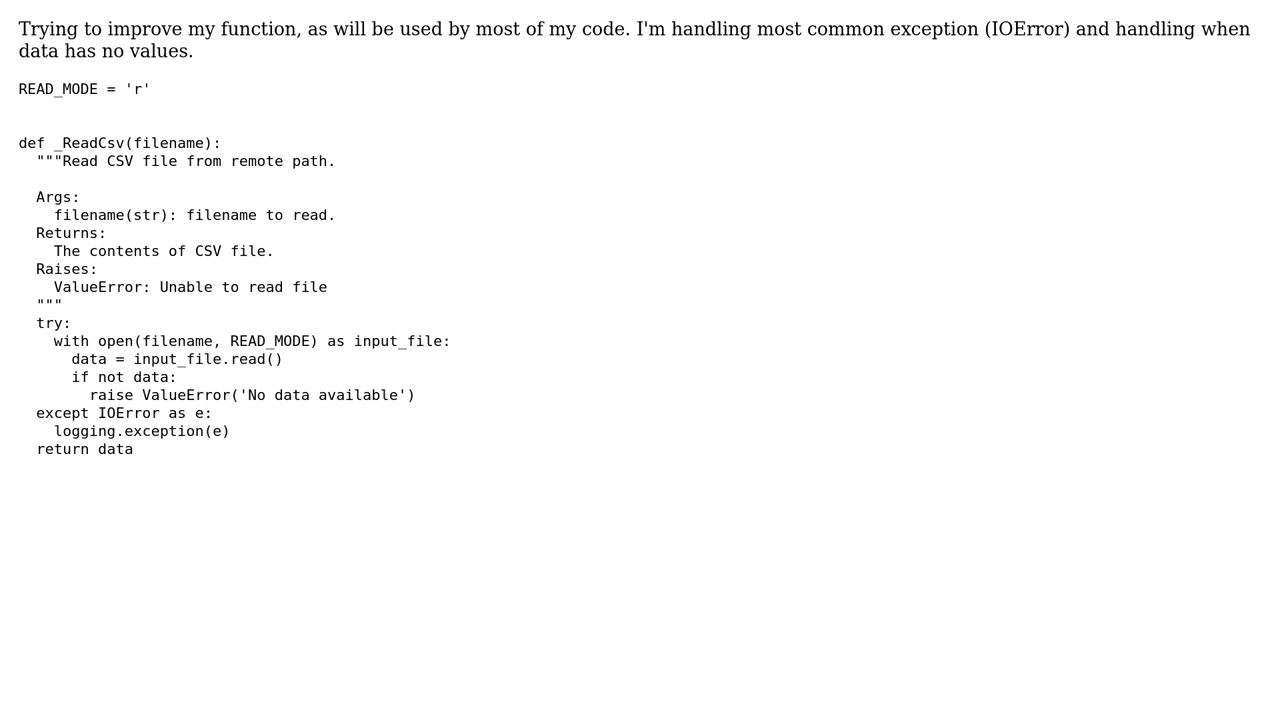 Trying to improve my function, as will be used by most of my code. I'm handling most common exception (IOError) and handling when
data has no values.
READ_MODE = 'r'
def _ReadCsv(filename):
  """Read CSV file from remote path.
  Args:
    filename(str): filename to read.
  Returns:
    The contents of CSV file.
  Raises:
    ValueError: Unable to read file
  """
  try:
    with open(filename, READ_MODE) as input_file:
      data = input_file.read()
      if not data:
        raise ValueError('No data available')
  except IOError as e:
    logging.exception(e)
  return data